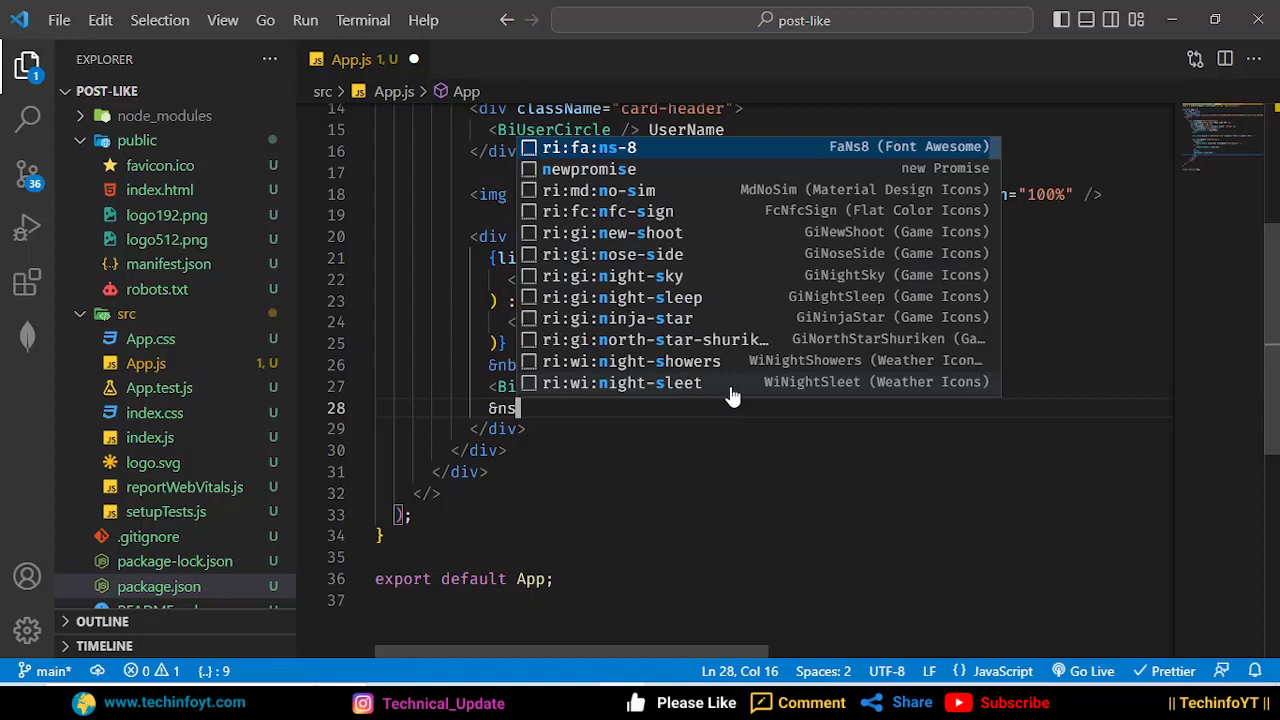 File Edit Selection View Go Run Terminal Help post-like
EXPLORER
App.js 1, U
POST-LIKE
src App.js App
node_modules
public
favicon.ico U
index.html U
logo192.png U
logo512.png U
manifest.json U
robots.txt U
src
App.css U
App.js 1, U
App.test.js U
index.css U
index.js U
logo.svg U
reportWebVitals.js U
setupTests.js U
.gitignore U
package-lock.json U
package.json U
OUTLINE
TIMELINE
1
36
14 <div className="card-header">
15 <BiUserCircle /> UserName
16 </div
17
18 <img ="100%" />
19
20 <div
21 {li
22 <
23 ) :
24 <
25 )}
26 &nb
27 <Bi
28 &ns
29 </div>
30 </div>
31 </div>
32 </>
33 );
34 }
35
36 export default App;
37
ri:fa:ns-8 FaNs8 (Font Awesome)
newpromise new Promise
ri:md:no-sim MdNoSim (Material Design Icons)
ri:fc:nfc-sign FcNfcSign (Flat Color Icons)
ri:gi:new-shoot GiNewShoot (Game Icons)
ri:gi:nose-side GiNoseSide (Game Icons)
ri:gi:night-sky GiNightSky (Game Icons)
ri:gi:night-sleep GiNightSleep (Game Icons)
ri:gi:ninja-star GiNinjaStar (Game Icons)
ri:gi:north-star-shurik… GiNorthStarShuriken (Ga…
ri:wi:night-showers WiNightShowers (Weather Icon…
ri:wi:night-sleet WiNightSleet (Weather Icons)
main* 0 1 {..} : 9 Ln 28, Col 16 Spaces: 2 UTF-8 LF {} JavaScript Go Live Prettier
www.techinfoyt.com Technical_Update Please Like Comment Share Subscribe || TechinfoYT ||